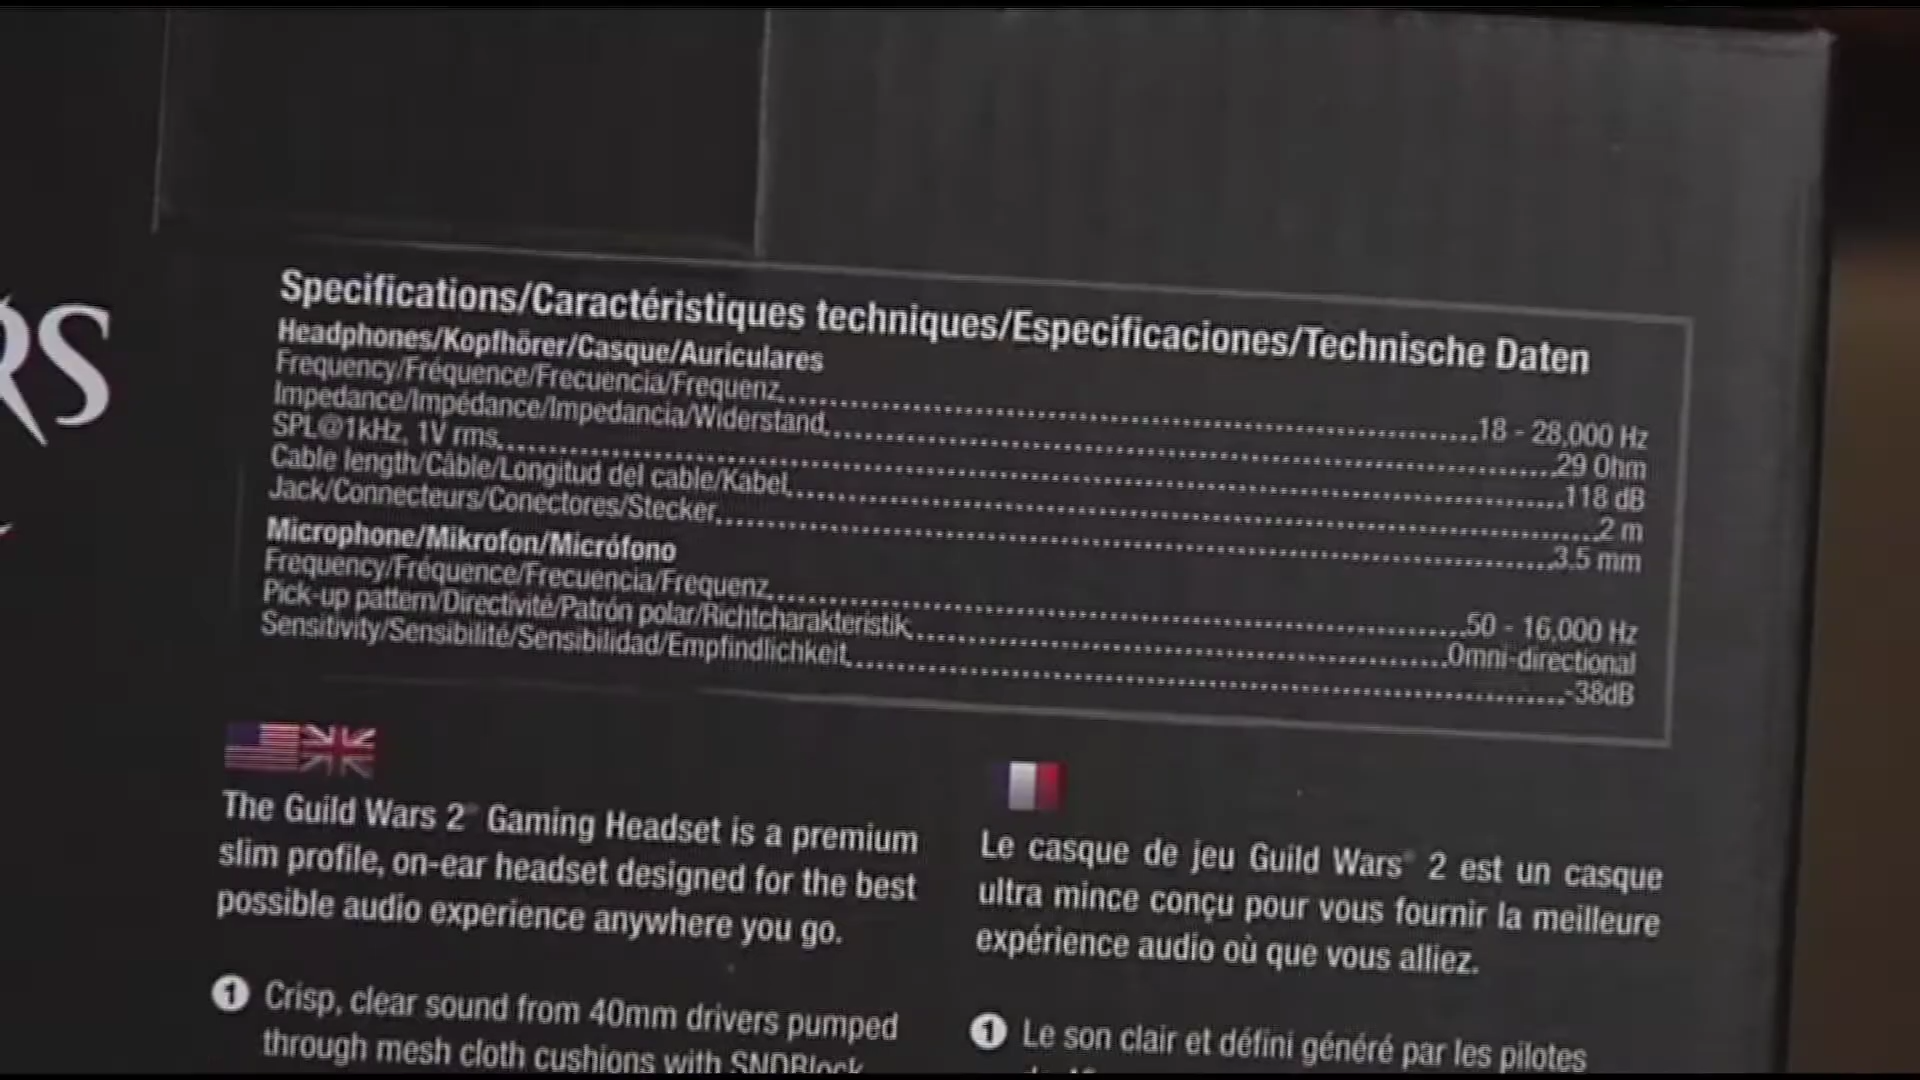 RS
Specifications/Caractéristiques techniques/Especificaciones/Technische Daten
Headphones/Kopfhörer/Casque/Auriculares
Frequency/Fréquence/Frecuencia/Frequenz..........18 - 28,000 Hz
Impedance/Impédance/Impedancia/Widerstand..........29 Ohm
SPL@1kHz, 1V rms..........118 dB
Cable length/Câble/Longitud del cable/Kabel..........2 m
Jack/Connecteurs/Conectores/Stecker..........3.5 mm
Microphone/Mikrofon/Micrófono
Frequency/Fréquence/Frecuencia/Frequenz..........50 - 16,000 Hz
Pick-up pattern/Directivité/Patrón polar/Richtcharakteristik..........Omni-directional
Sensitivity/Sensibilité/Sensibilidad/Empfindlichkeit..........-38dB
The Guild Wars 2® Gaming Headset is a premium
slim profile, on-ear headset designed for the best
possible audio experience anywhere you go.
1 Crisp, clear sound from 40mm drivers pumped
through mesh cloth cushions with SNDBlock
Le casque de jeu Guild Wars® 2 est un casque
ultra mince conçu pour vous fournir la meilleure
expérience audio où que vous alliez.
1 Le son clair et défini généré par les pilotes